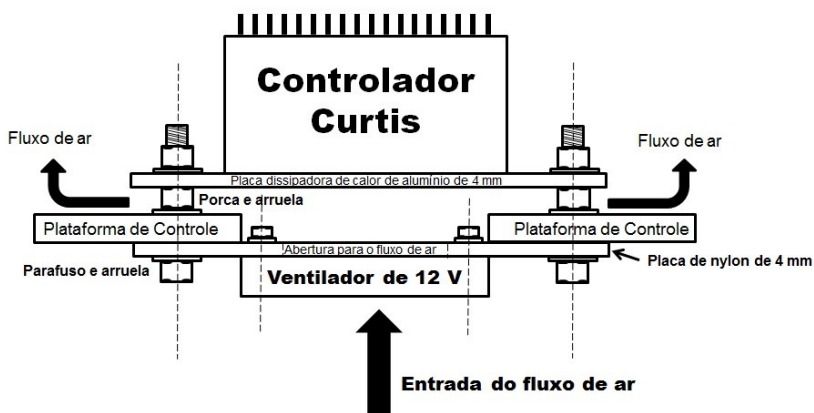 Controlador
Curtis
Fluxo de ar
Fluxo de ar
Placa dissipadora de calor de alumínio de 4 mm
Porca e arruela
Plataforma de Controle
Plataforma de Controle
Abertura para o fluxo de ar
Parafuso e arruela
Ventilador de 12 V
Placa de nylon de 4 mm
Entrada do fluxo de ar